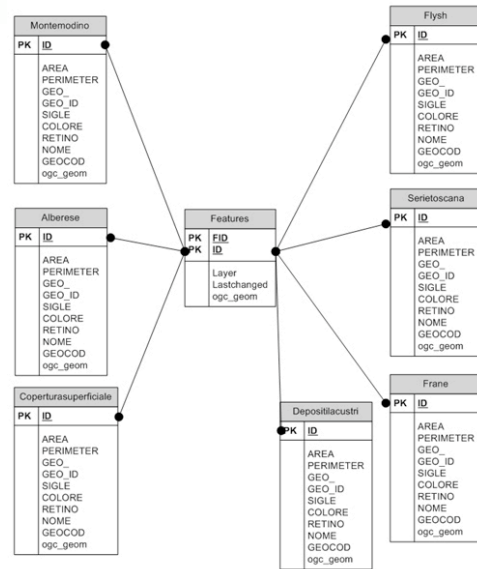 Montemodino
PK ID
AREA
PERIMETER
GEO_
GEO_ID
SIGLE
COLORE
RETINO
NOME
GEOCOD
ogc_geom
Alberese
PK ID
AREA
PERIMETER
GEO_
GEO_ID
SIGLE
COLORE
RETINO
NOME
GEOCOD
ogc_geom
Coperturasuperficiale
PK ID
AREA
PERIMETER
GEO_
GEO_ID
SIGLE
COLORE
RETINO
NOME
GEOCOD
ogc_geom
Features
PK FID
PK ID
Layer
Lastchanged
ogc_geom
Depositilacustri
PK ID
AREA
PERIMETER
GEO_
GEO_ID
SIGLE
COLORE
RETINO
NOME
GEOCOD
ogc_geom
Flysh
PK ID
AREA
PERIMETER
GEO_
GEO_ID
SIGLE
COLORE
RETINO
NOME
GEOCOD
ogc_geom
Serietoscana
PK ID
AREA
PERIMETER
GEO_
GEO_ID
SIGLE
COLORE
RETINO
NOME
GEOCOD
ogc_geom
Frane
PK ID
AREA
PERIMETER
GEO_
GEO_ID
SIGLE
COLORE
RETINO
NOME
GEOCOD
ogc_geom